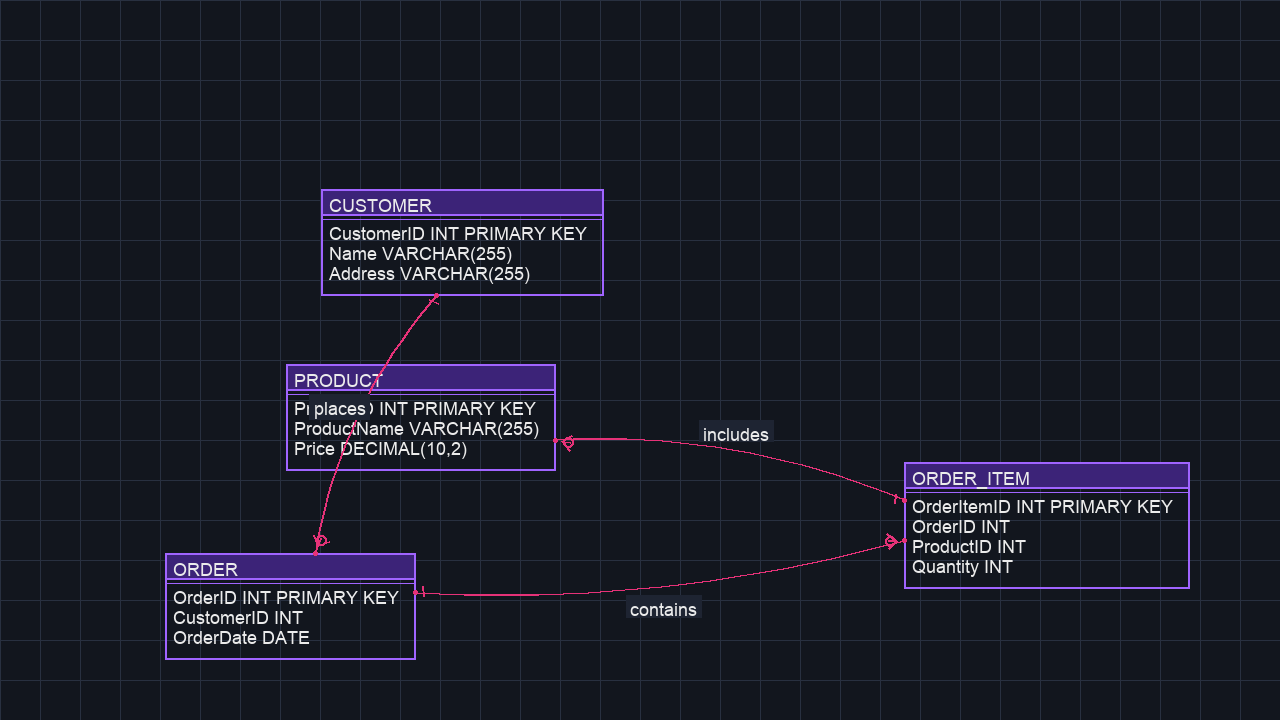 CUSTOMER
CustomerID INT PRIMARY KEY
Name VARCHAR(255)
Address VARCHAR(255)
PRODUCT
places INT PRIMARY KEY
ProductName VARCHAR(255)
Price DECIMAL(10,2)
includes
ORDER_ITEM
OrderItemID INT PRIMARY KEY
OrderID INT
ProductID INT
Quantity INT
ORDER
OrderID INT PRIMARY KEY
CustomerID INT
OrderDate DATE
contains